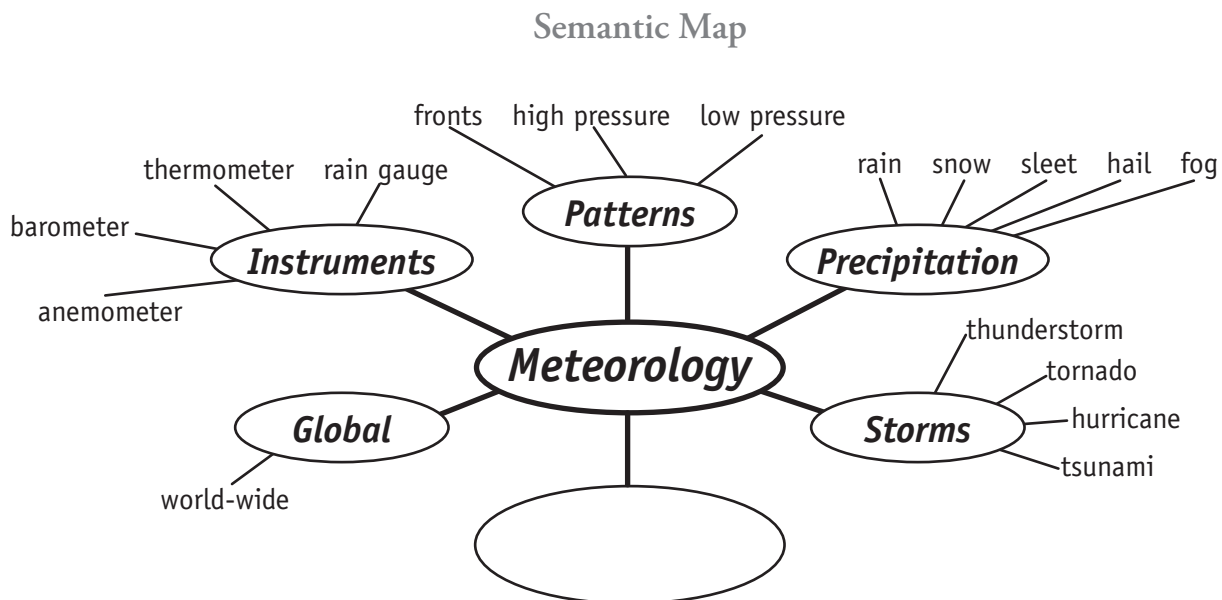 Semantic Map
fronts high pressure low pressure
thermometer rain gauge
rain snow sleet hail fog
barometer
Patterns
Instruments
Precipitation
anemometer
thunderstorm
Meteorology
tornado
Global
Storms
hurricane
tsunami
world-wide